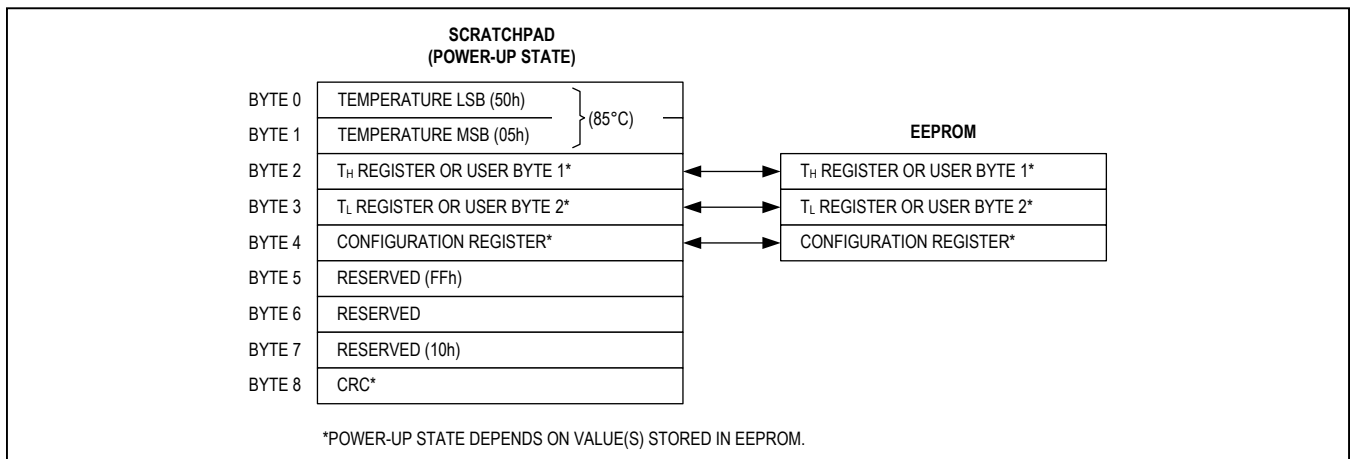 SCRATCHPAD
(POWER-UP STATE)
BYTE 0 TEMPERATURE LSB (50h)
(85°C)
BYTE 1 TEMPERATURE MSB (05h)
EEPROM
BYTE 2 TH REGISTER OR USER BYTE 1* TH REGISTER OR USER BYTE 1*
BYTE 3 TL REGISTER OR USER BYTE 2* TL REGISTER OR USER BYTE 2*
BYTE 4 CONFIGURATION REGISTER* CONFIGURATION REGISTER*
BYTE 5 RESERVED (FFh)
BYTE 6 RESERVED
BYTE 7 RESERVED (10h)
BYTE 8 CRC*
*POWER-UP STATE DEPENDS ON VALUE(S) STORED IN EEPROM.